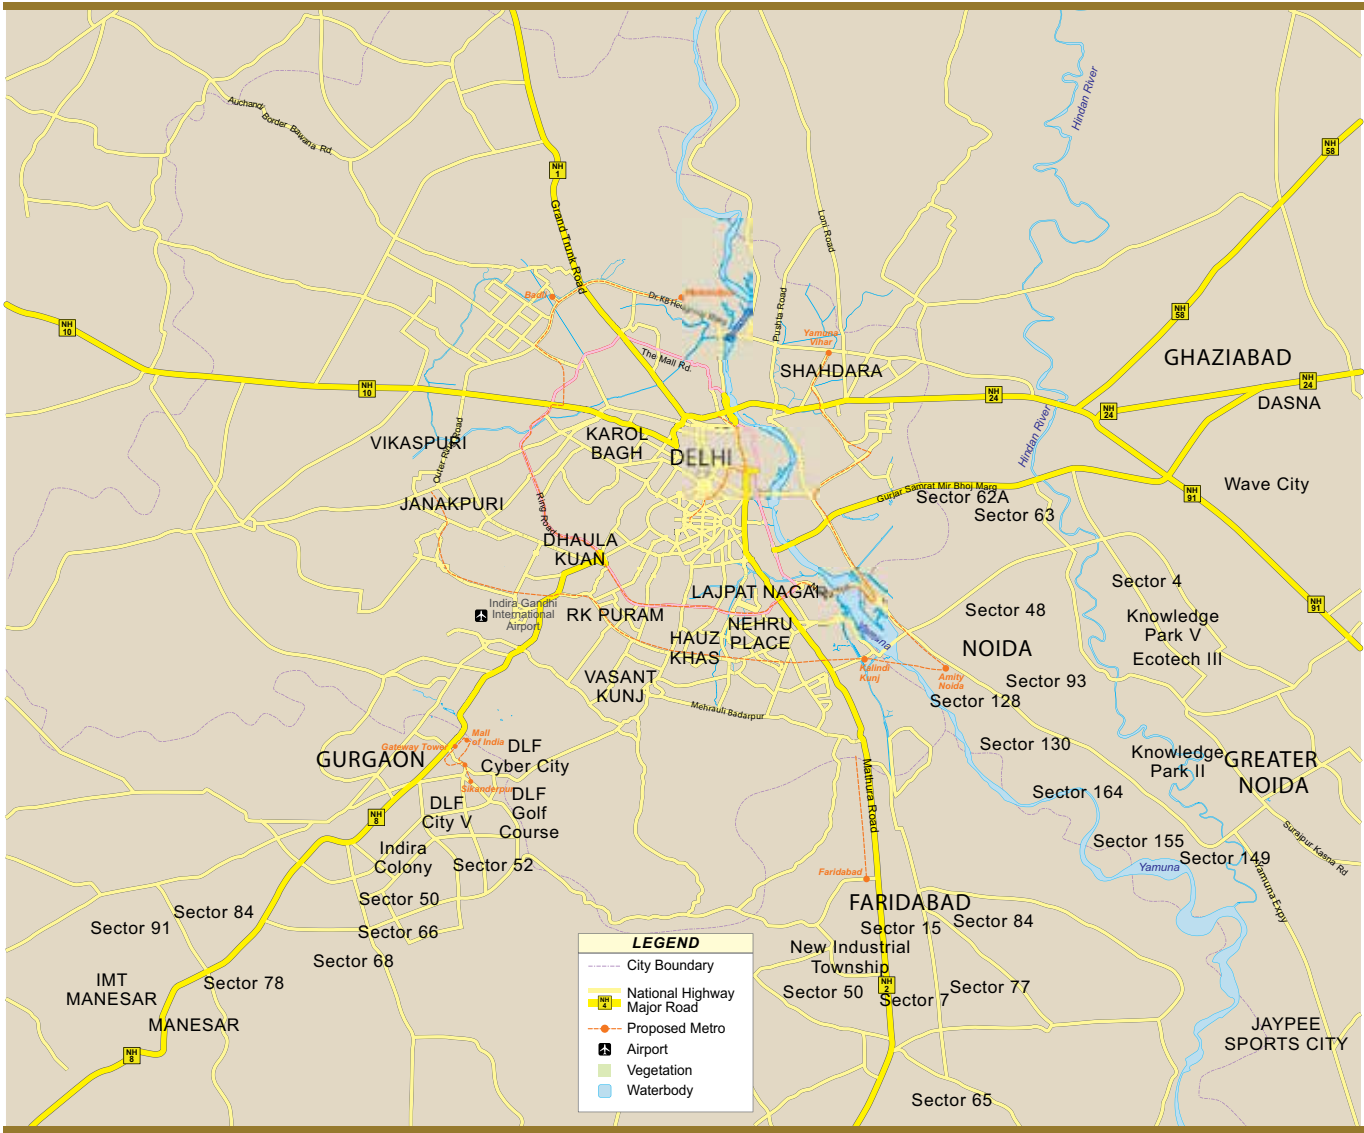 Hindan River
Auchandi
Border Bawana Rd.
NH
58
NH
1
Grand Trunk Road
Loni Road
Badli
Pushta Road
NH
58
NH
10
Yamuna
Vihar
The Mall Rd.
GHAZIABAD
SHAHDARA
NH
10
NH
24
NH
24
NH
24
DASNA
Hindan River
VIKASPURI
Outer Ring Road
KAROL
BAGH
DELHI
Wave City
Gurjar Samrat Mir Bhoj Marg
NH
91
Sector 62A
Sector 63
JANAKPURI
Ring Road
DHAULA
KUAN
Sector 4
LAJPAT NAGAR
Indira Gandhi
International
Airport
RK PURAM
NH
91
Sector 48
Knowledge
Park V
NEHRU
PLACE
HAUZ
KHAS
Yamuna
NOIDA
Ecotech III
Kalindi
Kunj
Amity
Noida
VASANT
KUNJ
Sector 93
Sector 128
Mehrauli Badarpur
Mall
of India
Gateway Tower
DLF
Cyber City
GURGAON
Sector 130
Knowledge
Park II
GREATER
NOIDA
Sikanderpur
DLF
Golf
Course
DLF
City V
Sector 164
Mathura Road
NH
8
Surajpur Kasna Rd
Indira
Colony
Sector 52
Sector 155
Sector 149
Yamuna
Yamuna Expy
Faridabad
Sector 50
FARIDABAD
Sector 84
Sector 91
Sector 66
Sector 15
Sector 84
New Industrial
Township
Sector 68
IMT
MANESAR
Sector 78
Sector 50
NH
2
Sector 7
Sector 77
MANESAR
JAYPEE
SPORTS CITY
NH
8
Sector 65
LEGEND
City Boundary
NH
4
National Highway
Major Road
Proposed Metro
Airport
Vegetation
Waterbody